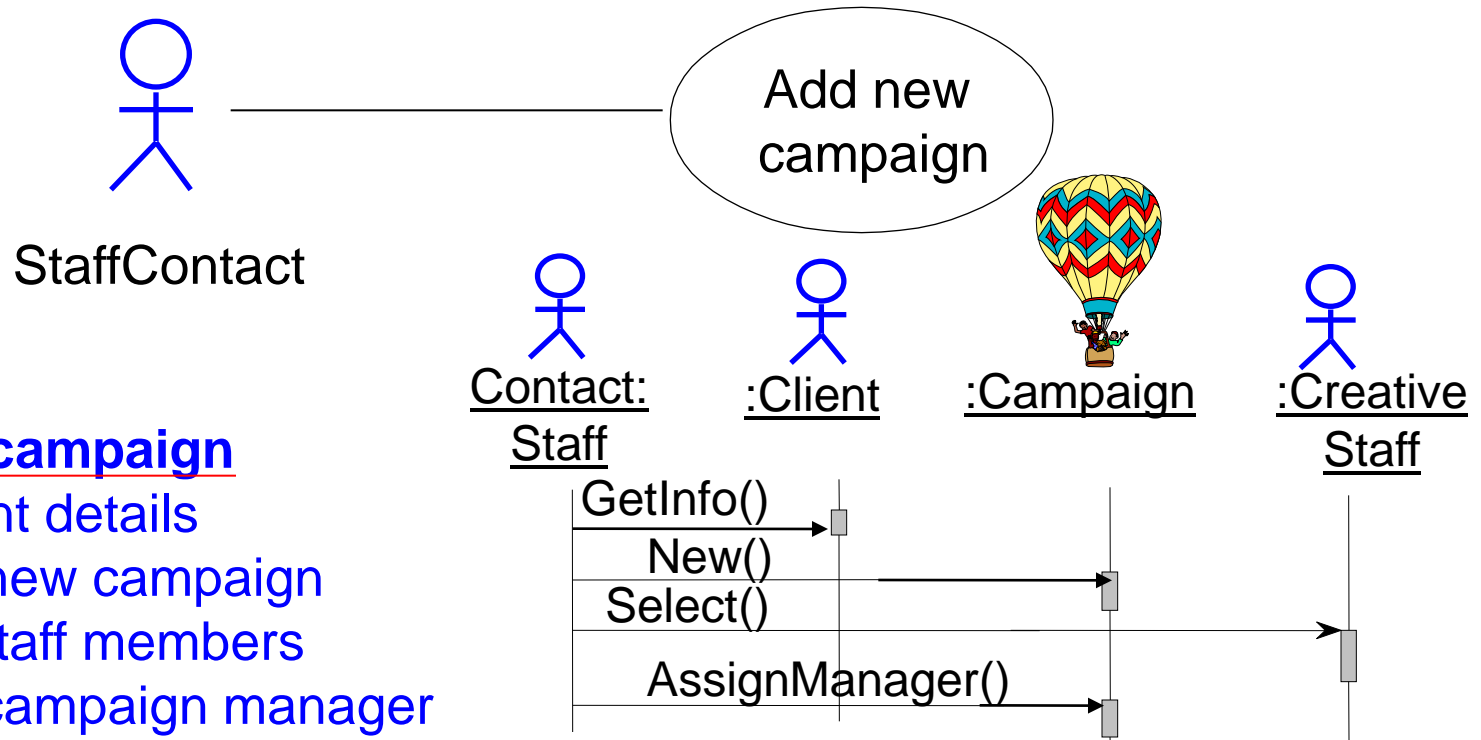 Add new
campaign
StaffContact
Contact:
Staff
:Client
:Campaign
:Creative
Staff
campaign
nt details
new campaign
taff members
campaign manager
GetInfo()
New()
Select()
AssignManager()